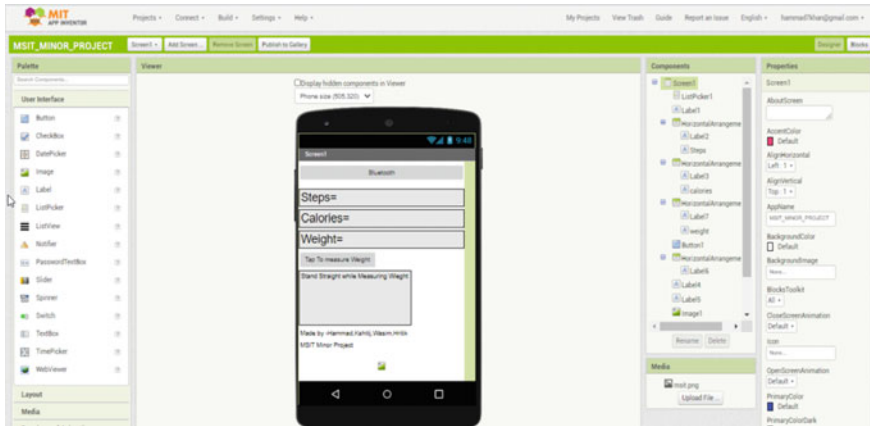 MIT
APP INVENTOR
Projects Connect Build Settings Help
My Projects View Trash Guide Report an Issue English hammad7khan@gmail.com
MSIT_MINOR_PROJECT
Screen1 Add Screen... Remove Screen Publish to Gallery
Designer Blocks
Palette
Search Components...
User Interface
Button
CheckBox
DatePicker
Image
Label
ListPicker
ListView
Notifier
PasswordTextBox
Slider
Spinner
Switch
TextBox
TimePicker
WebViewer
Layout
Media
Viewer
Display hidden components in Viewer
Phone size (505,320)
9:48
Screen1
Bluetooth
Steps=
Calories=
Weight=
Tap To measure Weight
Stand Straight while Measuring Wieght
Made by -Hammad,Wasim,Hritik
MSIT Minor Project
Components
Screen1
ListPicker1
Label1
HorizontalArrangeme
Label2
Steps
HorizontalArrangeme
Label3
calories
HorizontalArrangeme
Label7
weight
Button1
HorizontalArrangeme
Label6
Label4
Label5
Image1
Rename Delete
Media
msit.png
Upload File ...
Properties
Screen1
AboutScreen
AccentColor
Default
AlignHorizontal
Left : 1
AlignVertical
Top : 1
AppName
MSIT_MINOR_PROJECT
BackgroundColor
Default
BackgroundImage
None...
BlocksToolkit
All
CloseScreenAnimation
Default
Icon
None...
OpenScreenAnimation
Default
PrimaryColor
Default
PrimaryColorDark